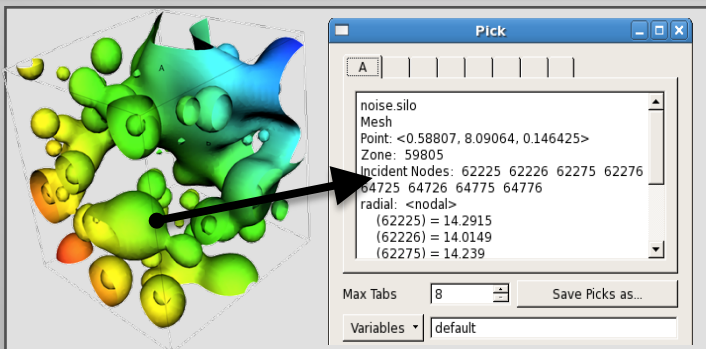 A
Pick
A
noise.silo
Mesh
Point: <0.58807, 8.09064, 0.146425>
Zone:  59805
Incident Nodes:  62225  62226  62275  62276
64725  64726  64775  64776
radial:  <nodal>
(62225) = 14.2915
(62226) = 14.0149
(62275) = 14.239
Max Tabs
8
Save Picks as...
Variables
default